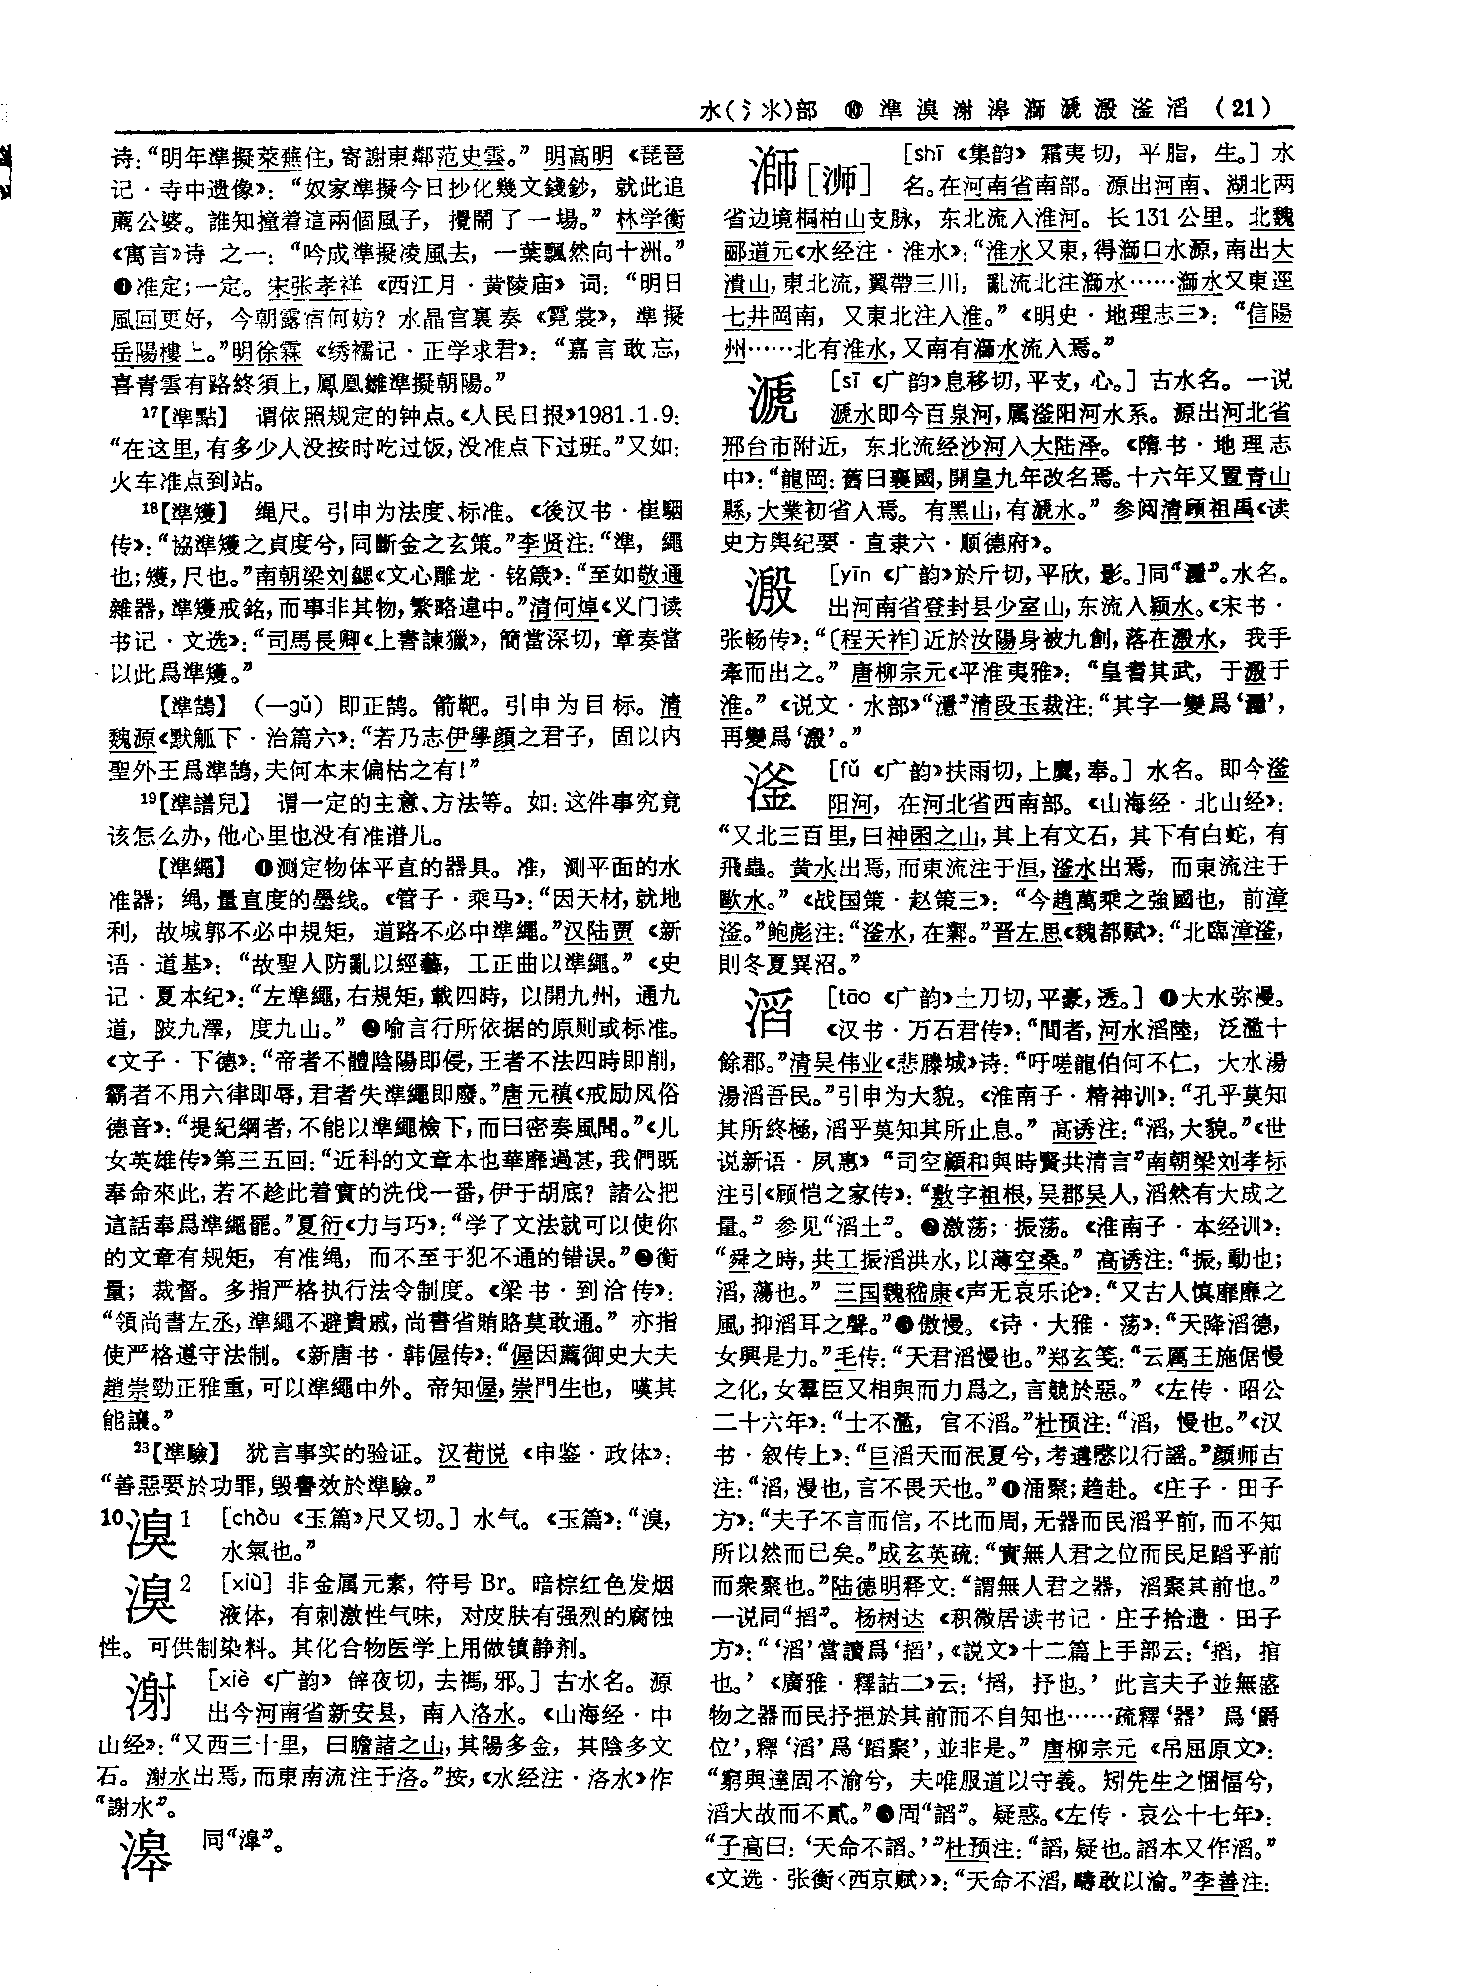 水(氵氺)部 ⑩ 準溴㴬滜溮㴲溵滏滔 (21)
诗:“明年準擬萊蕪住,寄謝東鄰范史雲。” 明高明《琵琶
记·寺中遗像》: “奴家準擬今日抄化幾文錢鈔, 就此追
薦公婆。誰知撞着這兩個風子, 攪鬧了一場。” 林学衡
《寓言》诗 之一: “吟成準擬凌風去, 一葉飄然向十洲。”
准定;一定。 宋张孝祥 《西江月·黄陵庙》 词: “明日
風回更好, 今朝露宿何妨? 水晶宫裏奏《霓裳》, 準擬
岳陽樓上。”明徐霖 《绣襦记·正学求君》: “嘉言敢忘,
喜青雲有路終須上,鳳凰雛準擬朝陽。”
17【準點】 谓依照规定的钟点。《人民日报》1981.1.9:
“在这里,有多少人没按时吃过饭,没准点下过班。”又如:
火车准点到站。
18【準矱】 绳尺。引申为法度、标准。《後汉书·崔駰
传》:“協準矱之貞度兮,同斷金之玄策。”李贤注:“準, 繩
也;矱,尺也。”南朝梁刘勰《文心雕龙·铭箴》:“至如敬通
雜器,準矱戒銘,而事非其物,繁略違中。”清何焯《义门读
书记·文选》:“司馬長卿《上書諫獵》, 簡當深切, 章奏當
以此爲準矱。”
【準鵠】 (—gǔ) 即正鹄。箭靶。引申为目标。清
魏源《默觚下·治篇六》:“若乃志伊學顔之君子, 固以内
聖外王爲準鵠,夫何本末偏枯之有!”
19【準譜兒】 谓一定的主意、方法等。如:这件事究竟
该怎么办,他心里也没有准谱儿。
【準繩】 ❶测定物体平直的器具。准, 测平面的水
准器; 绳,量直度的墨线。《管子·乘马》:“因天材,就地
利, 故城郭不必中規矩, 道路不必中準繩。”汉陆贾《新
语·道基》: “故聖人防亂以經藝, 工正曲以準繩。” 《史
记·夏本纪》:“左準繩,右規矩,載四時, 以開九州, 通九
道, 陂九澤, 度九山。” ❷喻言行所依据的原则或标准。
《文子·下德》:“帝者不體陰陽即侵,王者不法四時即削,
霸者不用六律即辱,君者失準繩即廢。”唐元稹《戒励风俗
德音》:“提紀綱者,不能以準繩檢下,而曰密奏風聞。”《儿
女英雄传》第三五回:“近科的文章本也華靡過甚,我們既
奉命來此,若不趁此着實的洗伐一番,伊于胡底? 諸公把
這話奉爲準繩罷。”夏衍《力与巧》:“学了文法就可以使你
的文章有规矩, 有准绳, 而不至于犯不通的错误。”❸衡
量; 裁督。多指严格执行法令制度。《梁书·到洽传》:
“領尚書左丞,準繩不避貴戚,尚書省賄賂莫敢通。” 亦指
使严格遵守法制。《新唐书·韩偓传》:“偓因薦御史大夫
趙崇勁正雅重,可以準繩中外。帝知偓,崇門生也, 嘆其
能讓。”
23【準驗】 犹言事实的验证。汉荀悦《申鉴·政体》:
“善惡要於功罪,毁譽效於準驗。”
10溴1 [chòu 《玉篇》尺又切。] 水气。《玉篇》:“溴,
水氣也。”
溴2 [xiù] 非金属元素, 符号 Br。暗棕红色发烟
液体, 有刺激性气味, 对皮肤有强烈的腐蚀
性。可供制染料。其化合物医学上用做镇静剂。
㴬 [xiè 《广韵》 辝夜切, 去禡, 邪。] 古水名。源
出今河南省新安县, 南入洛水。《山海经·中
山经》:“又西三十里, 曰瞻諸之山,其陽多金, 其陰多文
石。㴬水出焉,而東南流注于洛。”按,《水经注·洛水》作
“謝水”。
滜 同“澤”。
溮[浉] [shī 《集韵》 霜夷切, 平脂, 生。] 水
名。在河南省南部。源出河南、湖北两
省边境桐柏山支脉, 东北流入淮河。长131公里。北魏
郦道元《水经注·淮水》:“淮水又東,得溮口水源,南出大
潰山,東北流,翼帶三川, 亂流北注溮水……溮水又東逕
七井岡南, 又東北注入淮。” 《明史·地理志三》: “信陽
州……北有淮水,又南有溮水流入焉。”
㴲 [sī 《广韵》息移切,平支,心。] 古水名。一说
㴲水即今百泉河,属滏阳河水系。源出河北省
邢台市附近, 东北流经沙河入大陆泽。《隋书·地理志
中》:“龍岡: 舊曰襄國,開皇九年改名焉。十六年又置青山
縣,大業初省入焉。有黑山,有㴲水。” 参阅清顾祖禹《读
史方舆纪要·直隶六·顺德府》。
溵 [yīn 《广韵》於斤切,平欣,影。]同“㶏”。水名。
出河南省登封县少室山,东流入颍水。《宋书·
张畅传》:“〔程天祚〕近於汝陽身被九創,落在溵水, 我手
牽而出之。” 唐柳宗元《平淮夷雅》: “皇耆其武, 于溵于
淮。” 《说文·水部》“濦”清段玉裁注:“其字一變爲‘㶏’,
再變爲‘溵’。”
滏 [fǔ 《广韵》扶雨切,上麌,奉。] 水名。即今滏
阳河, 在河北省西南部。《山海经·北山经》:
“又北三百里,曰神囷之山,其上有文石, 其下有白蛇, 有
飛蟲。黄水出焉,而東流注于洹,滏水出焉, 而東流注于
歐水。” 《战国策·赵策三》: “今趙萬乘之強國也, 前漳
滏。”鲍彪注:“滏水,在鄴。”晋左思《魏都赋》:“北臨漳滏,
則冬夏異沼。”
滔 [tāo 《广韵》土刀切,平豪,透。] ❶大水弥漫。
《汉书·万石君传》:“間者,河水滔陸, 泛濫十
餘郡。”清吴伟业《悲滕城》诗:“吁嗟龍伯何不仁, 大水湯
湯滔吾民。”引申为大貌。《淮南子·精神训》:“孔乎莫知
其所終極,滔乎莫知其所止息。” 高诱注:“滔,大貌。”《世
说新语·夙惠》 “司空顧和與時賢共清言”南朝梁刘孝标
注引《顾恺之家传》:“敷字祖根,吴郡吴人,滔然有大成之
量。” 参见“滔土”。 ❷激荡; 振荡。《淮南子·本经训》:
“舜之時,共工振滔洪水,以薄空桑。” 高诱注:“振,動也;
滔,蕩也。” 三国魏嵇康《声无哀乐论》:“又古人慎靡靡之
風,抑滔耳之聲。”❸傲慢。《诗·大雅·荡》:“天降滔德,
女興是力。”毛传:“天君滔慢也。”郑玄笺:“云厲王施倨慢
之化,女羣臣又相與而力爲之,言競於惡。” 《左传·昭公
二十六年》:“士不濫, 官不滔。”杜预注:“滔, 慢也。”《汉
书·叙传上》:“巨滔天而泯夏兮,考遘愍以行謡。”颜师古
注:“滔,漫也,言不畏天也。”❹涌聚;趋赴。《庄子·田子
方》:“夫子不言而信,不比而周,无器而民滔乎前,而不知
所以然而已矣。”成玄英疏:“實無人君之位而民足蹈乎前
而衆聚也。”陆德明释文:“謂無人君之器, 滔聚其前也。”
一说同“搯”。杨树达 《积微居读书记·庄子拾遗·田子
方》:“‘滔’當讀爲‘搯’,《説文》十二篇上手部云:‘搯, 捾
也。’ 《廣雅·釋詁二》云:‘搯, 抒也。’ 此言夫子並無惑
物之器而民抒挹於其前而不自知也……疏釋‘器’ 爲‘爵
位’,釋‘滔’爲‘蹈聚’,並非是。” 唐柳宗元《吊屈原文》:
“窮與達固不渝兮, 夫唯服道以守義。矧先生之悃愊兮,
滔大故而不貳。”❺同“謟”。疑惑。《左传·哀公十七年》:
“子高曰:‘天命不謟。’”杜预注:“謟,疑也。謟本又作滔。”
《文选·张衡〈西京赋〉》:“天命不滔,疇敢以渝。”李善注: